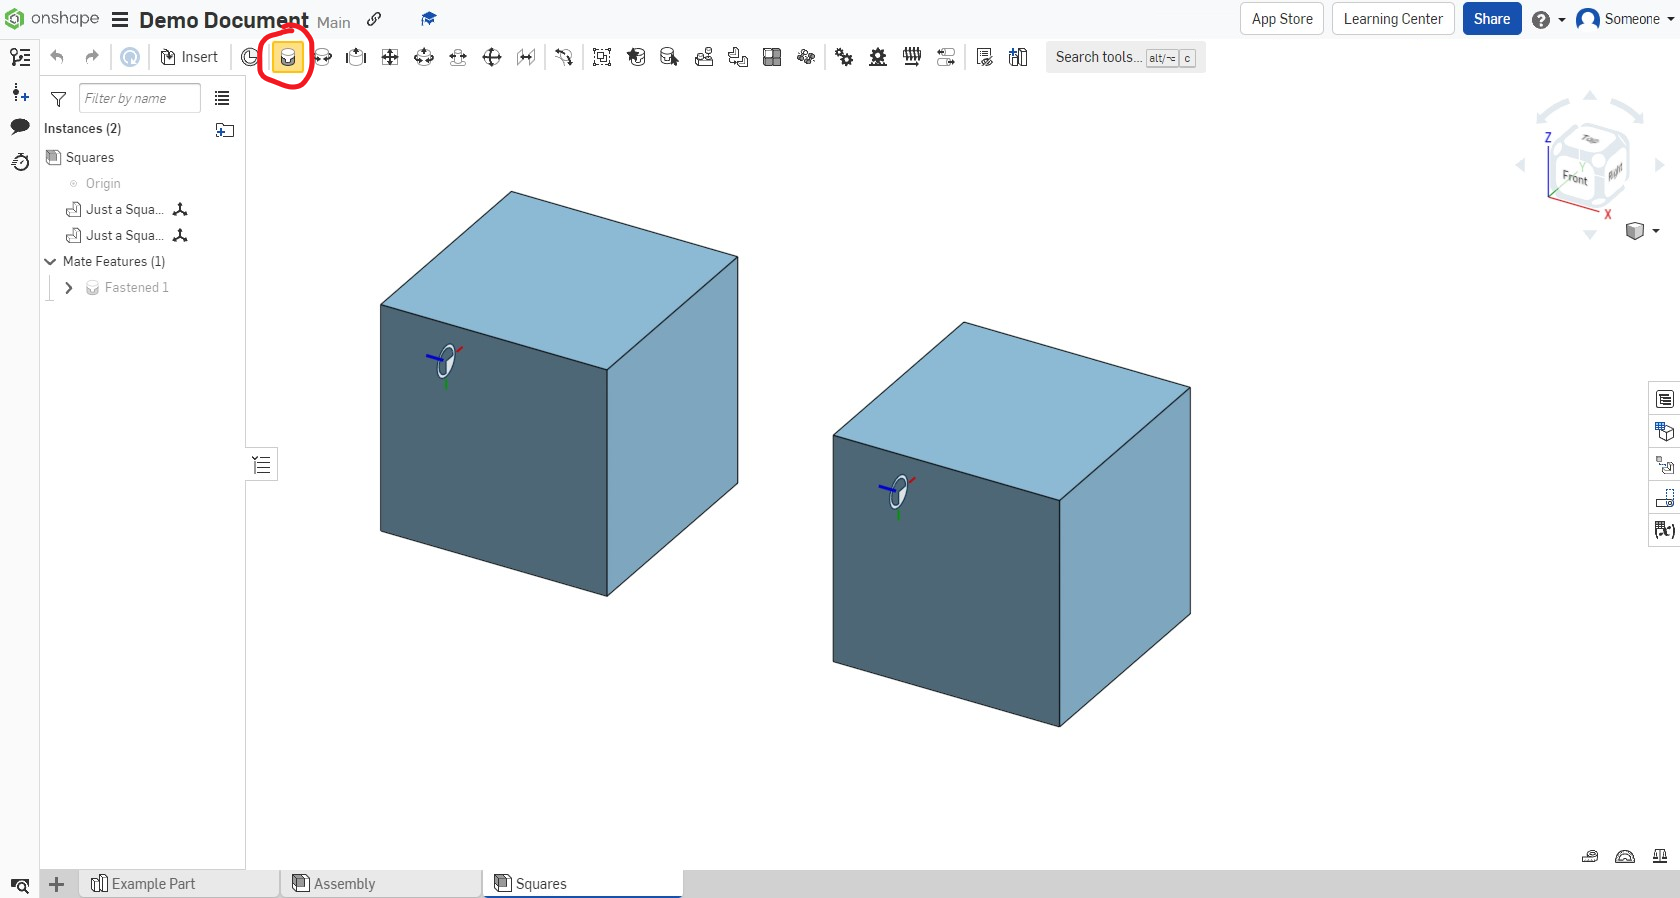 onshape Demo Document Main App Store Learning Center Share Someone
Insert Search tools... alt/⌥ c
Filter by name
Instances (2)
Squares
Origin
Just a Squa...
Just a Squa...
Mate Features (1)
Fastened 1
Z
Top
Y
Front
Right
X
(x)
Example Part Assembly Squares